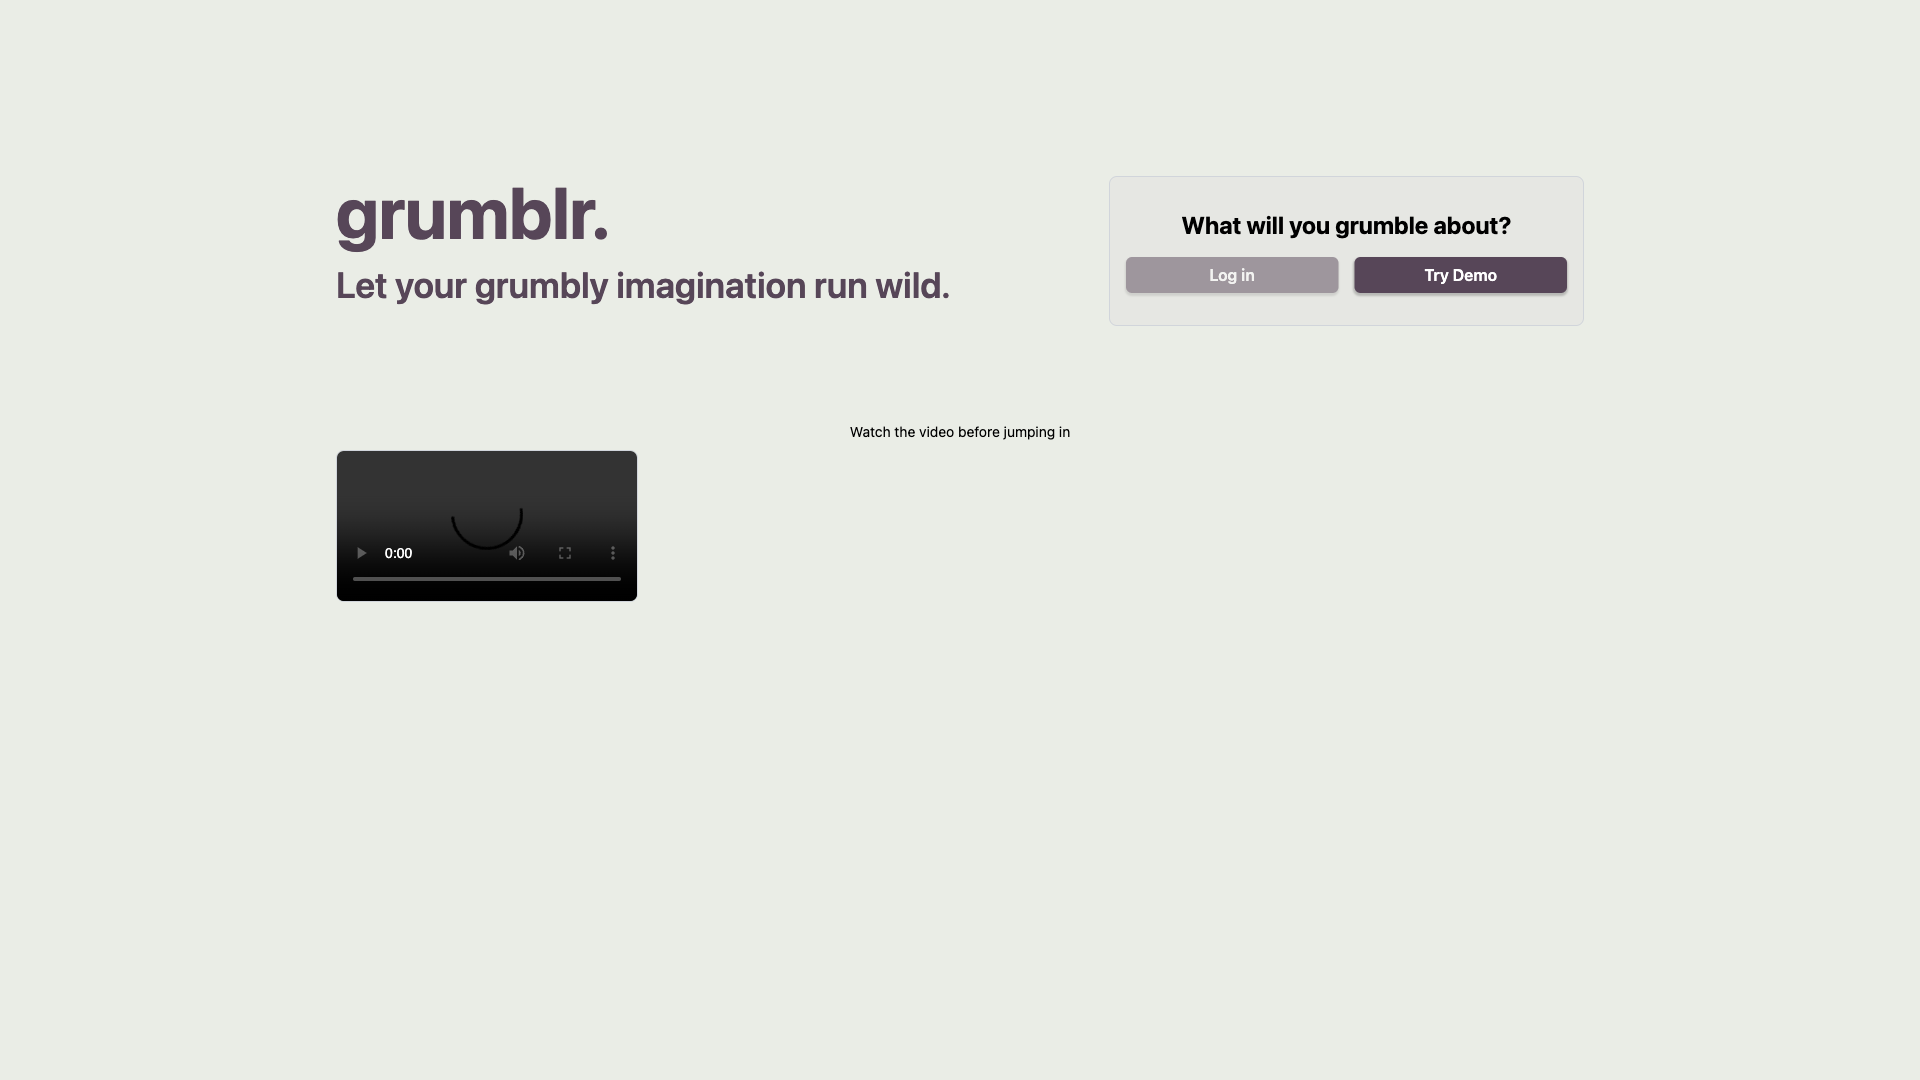 grumblr.
Let your grumbly imagination run wild.
What will you grumble about?
Log in
Try Demo
Watch the video before jumping in
0:00